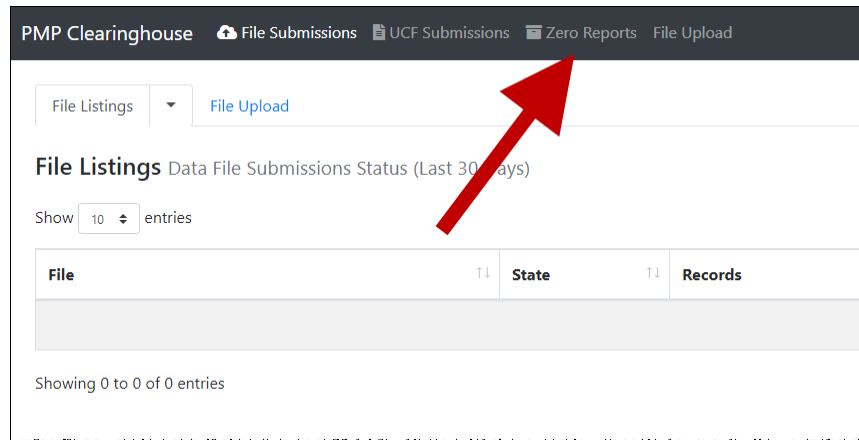 PMP Clearinghouse File Submissions UCF Submissions Zero Reports File Upload
File Listings File Upload
File Listings Data File Submissions Status (Last 30 Days)
Show 10 entries
File State Records
Showing 0 to 0 of 0 entries